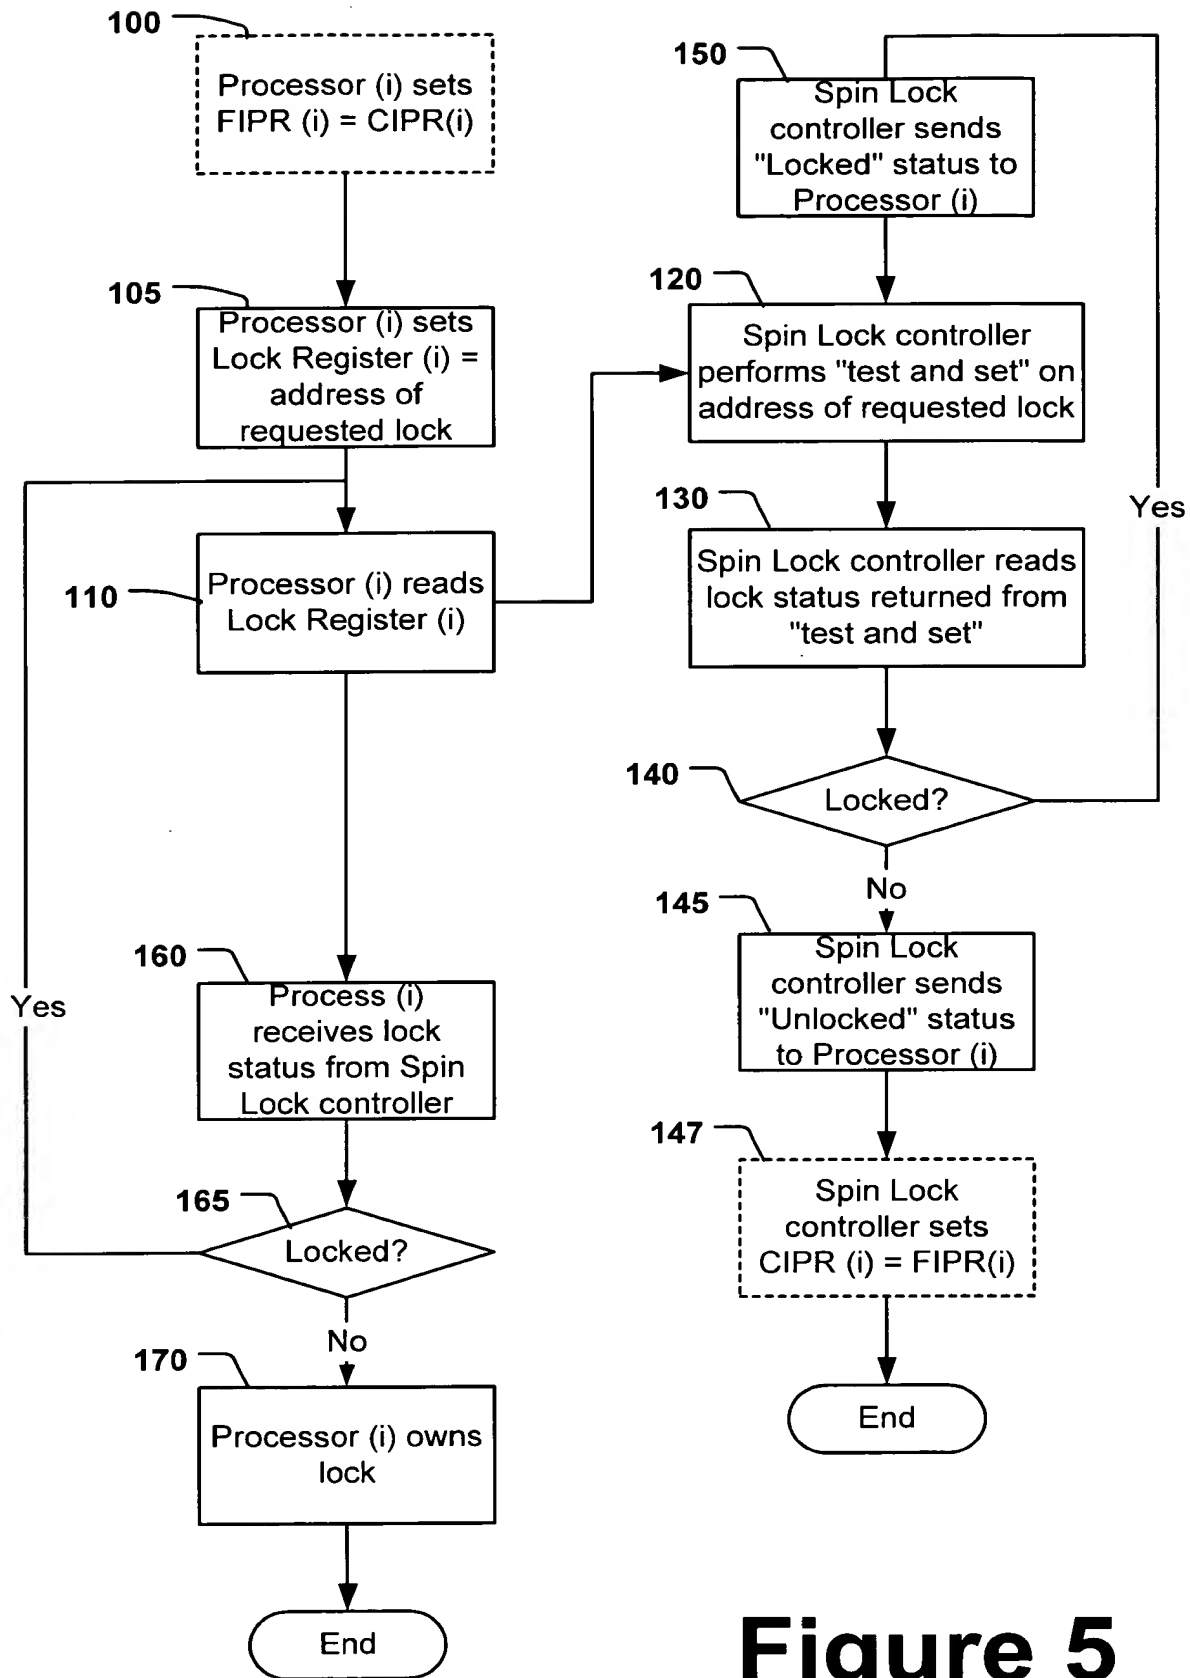 100
Processor (i) sets
FIPR (i) = CIPR(i)
105
Processor (i) sets
Lock Register (i) =
address of
requested lock
110
Processor (i) reads
Lock Register (i)
Yes
160
Process (i)
receives lock
status from Spin
Lock controller
165
Locked?
No
170
Processor (i) owns
lock
End
150
Spin Lock
controller sends
"Locked" status to
Processor (i)
120
Spin Lock controller
performs "test and set" on
address of requested lock
130
Spin Lock controller reads
lock status returned from
"test and set"
Yes
140
Locked?
No
145
Spin Lock
controller sends
"Unlocked" status
to Processor (i)
147
Spin Lock
controller sets
CIPR (i) = FIPR(i)
End
Figure 5